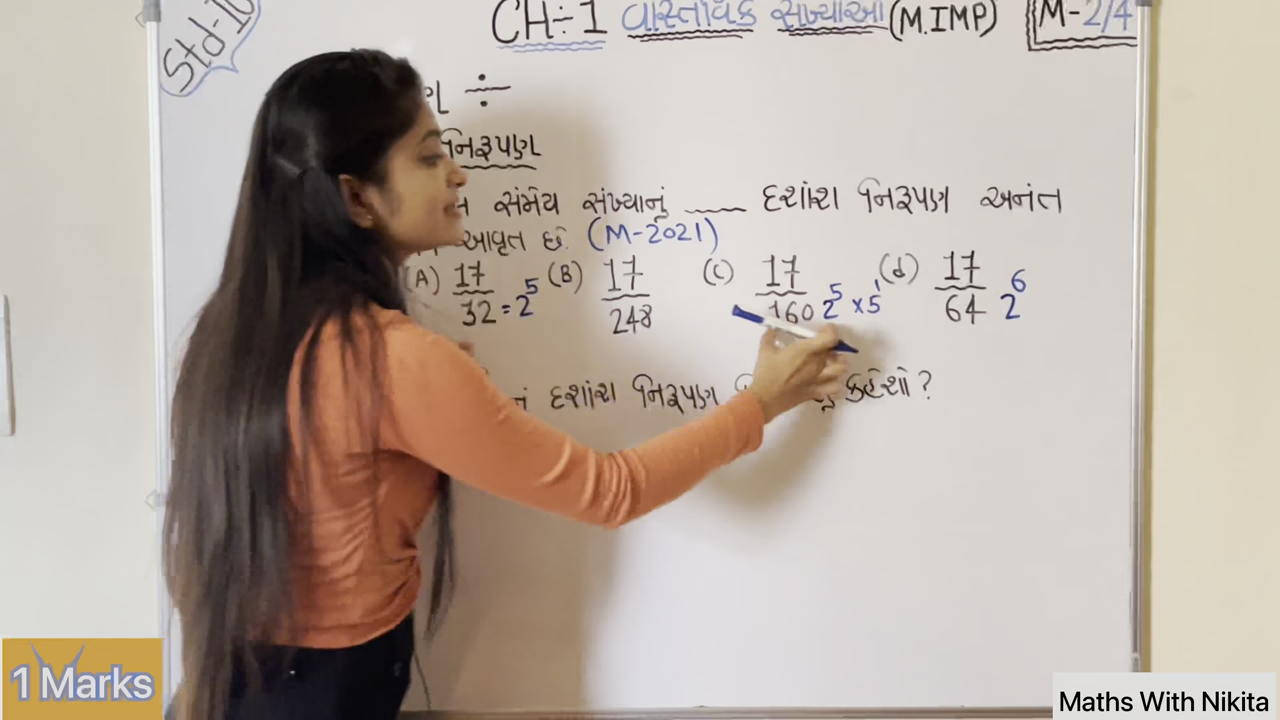 Std-10
CH÷1 વાસ્તવિક સંખ્યાઓ (M.IMP) M-2/4
÷
નિરૂપણ
સંમેય સંખ્યાનું ____ દશાંશ નિરૂપણ અનંત
આવૃત છે. (M-2021)
(A) 17/32 = 2^5 (B) 17/248 (C) 17/160 2^5 × 5^1 (d) 17/64 2^6
દશાંશ નિરૂપણ કહેશો?
1 Marks
Maths With Nikita